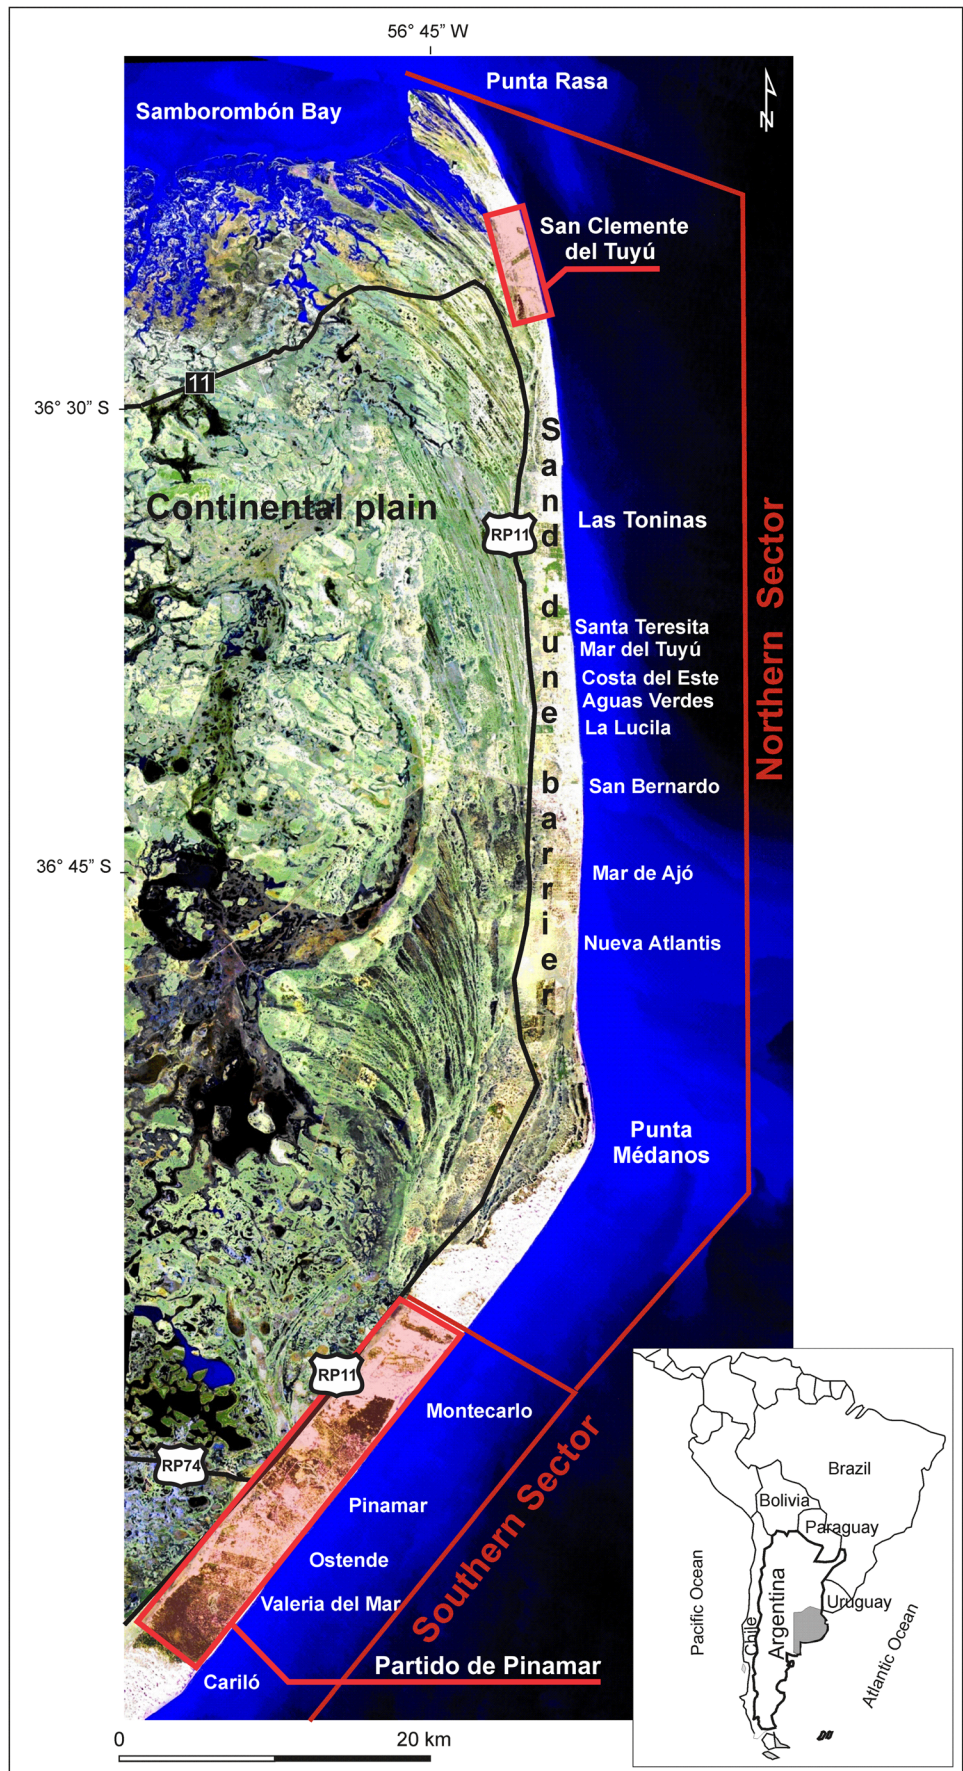 56° 45” W
Punta Rasa
Samborombón Bay
N
San Clemente
del Tuyú
11
36° 30” S
Sand dune barrier
Continental plain
RP11
Las Toninas
Northern Sector
Santa Teresita
Mar del Tuyú
Costa del Este
Aguas Verdes
La Lucila
San Bernardo
36° 45” S
Mar de Ajó
Nueva Atlantis
Punta
Médanos
RP11
Montecarlo
RP74
Pinamar
Ostende
Valeria del Mar
Southern Sector
Partido de Pinamar
Cariló
0 20 km
Brazil
Bolivia
Paraguay
Uruguay
Argentina
Chile
Pacific Ocean
Atlantic Ocean